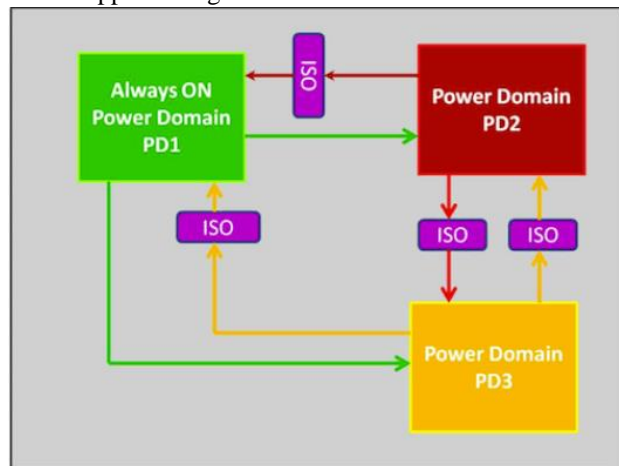 Always ON
Power Domain
PD1
ISO
Power Domain
PD2
ISO
ISO
ISO
Power Domain
PD3